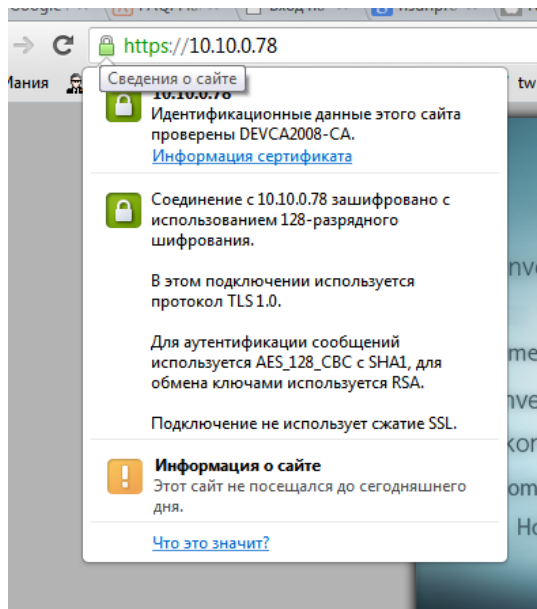 https://10.10.0.78
Мания
tw
Сведения о сайте
10.10.0.78
Идентификационные данные этого сайта
проверены DEVCA2008-CA.
Информация сертификата
Соединение с 10.10.0.78 зашифровано с
использованием 128-разрядного
шифрования.
В этом подключении используется
протокол TLS 1.0.
Для аутентификации сообщений
используется AES_128_CBC с SHA1, для
обмена ключами используется RSA.
Подключение не использует сжатие SSL.
Информация о сайте
Этот сайт не посещался до сегодняшнего
дня.
Что это значит?